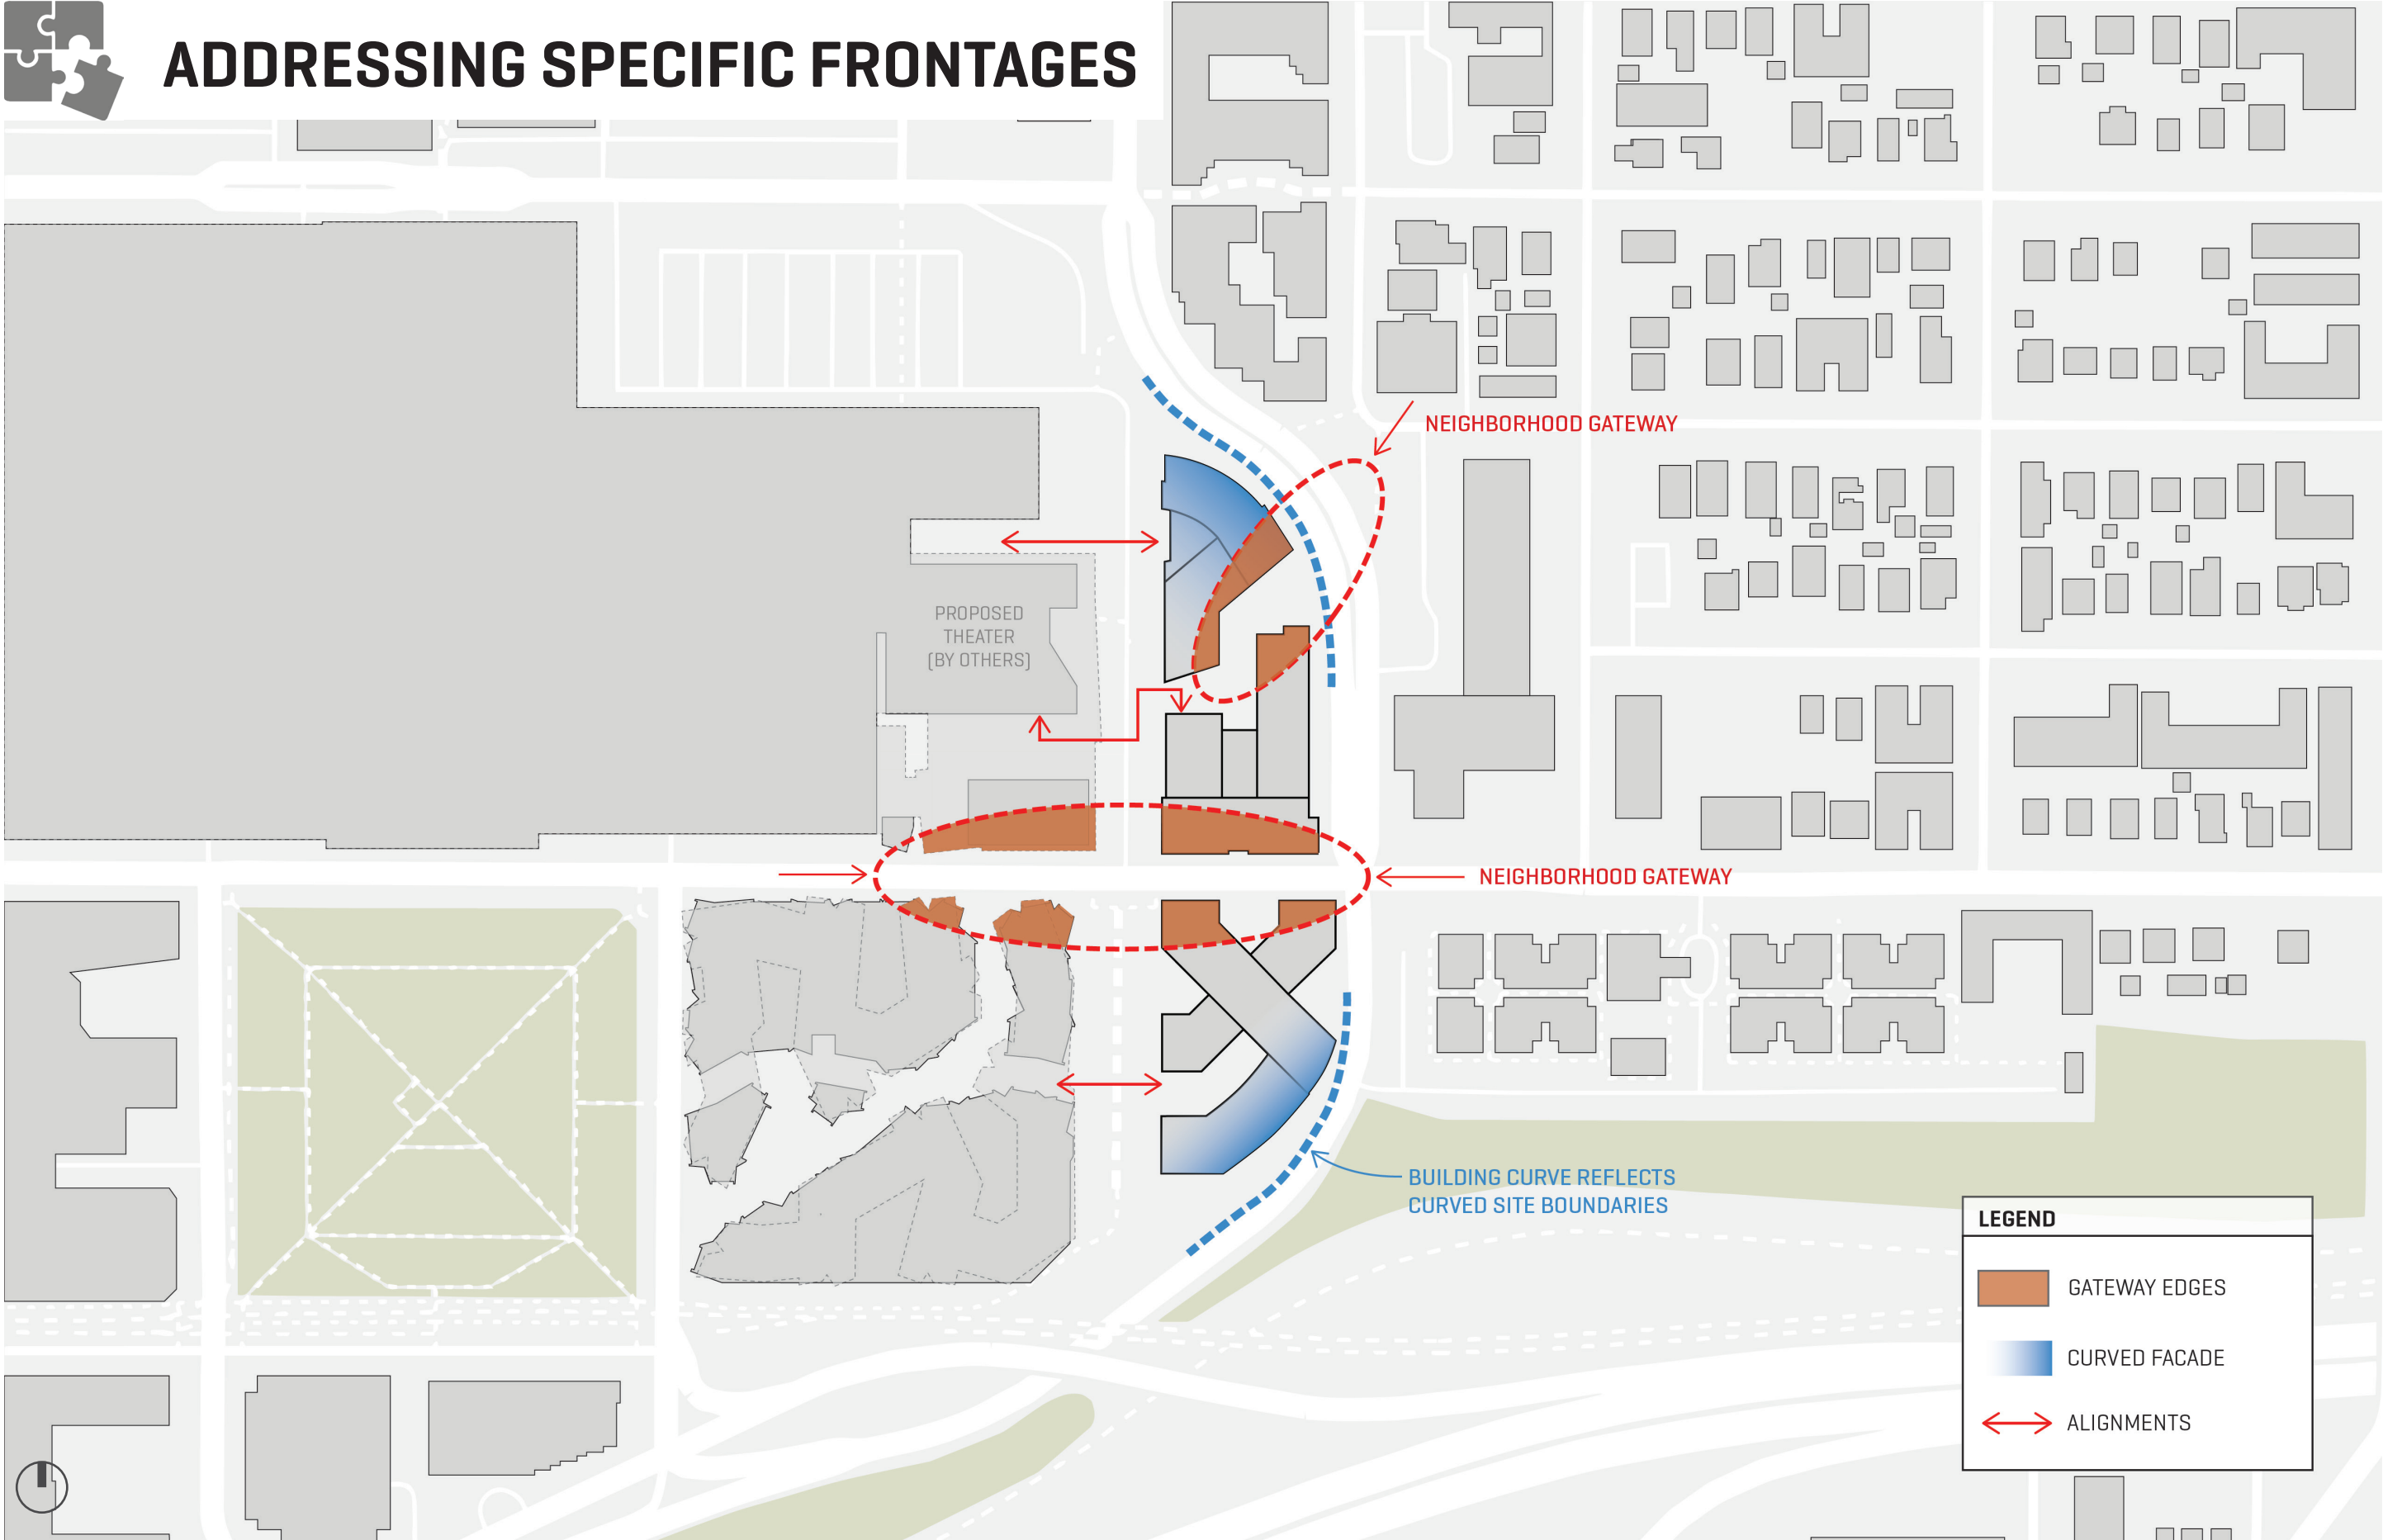 ADDRESSING SPECIFIC FRONTAGES
NEIGHBORHOOD GATEWAY
PROPOSED
THEATER
(BY OTHERS)
NEIGHBORHOOD GATEWAY
BUILDING CURVE REFLECTS
CURVED SITE BOUNDARIES
LEGEND
GATEWAY EDGES
CURVED FACADE
ALIGNMENTS